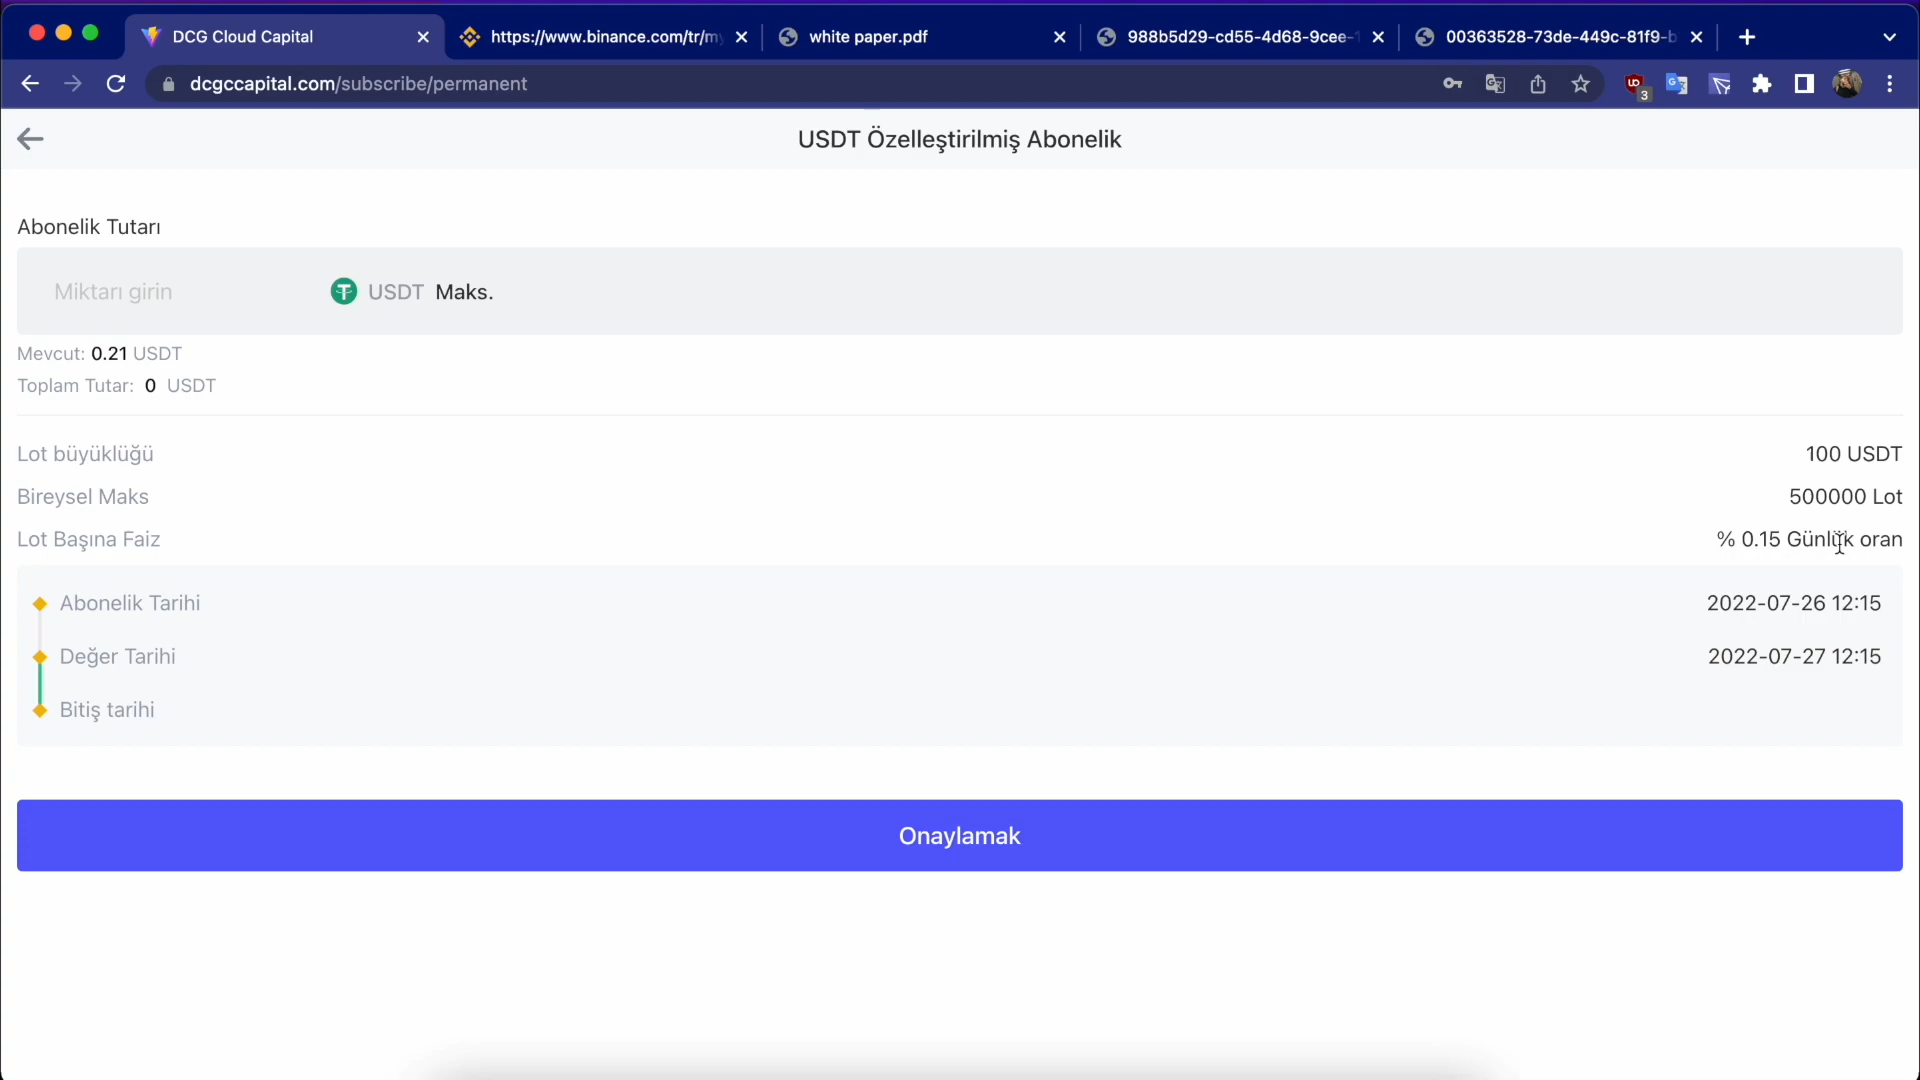 DCG Cloud Capital
https://www.binance.com/tr/my
white paper.pdf
988b5d29-cd55-4d68-9cee-1
00363528-73de-449c-81f9-b
dcgccapital.com/subscribe/permanent
3
USDT Özelleştirilmiş Abonelik
Abonelik Tutarı
Miktarı girin USDT Maks.
Mevcut: 0.21 USDT
Toplam Tutar: 0 USDT
Lot büyüklüğü 100 USDT
Bireysel Maks 500000 Lot
Lot Başına Faiz % 0.15 Günlük oran
Abonelik Tarihi 2022-07-26 12:15
Değer Tarihi 2022-07-27 12:15
Bitiş tarihi
Onaylamak